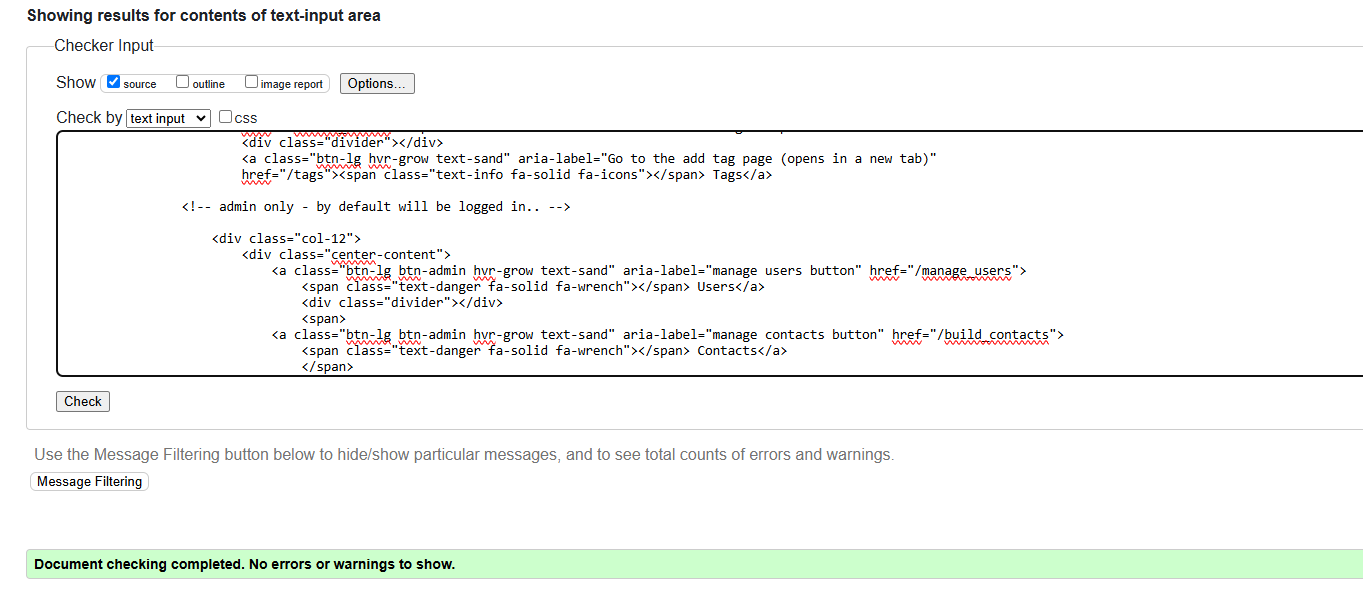 Showing results for contents of text-input area
Checker Input
Show source outline image report Options...
Check by text input css
<div class="divider"></div>
<a class="btn-lg hvr-grow text-sand" aria-label="Go to the add tag page (opens in a new tab)"
href="/tags"><span class="text-info fa-solid fa-icons"></span> Tags</a>
<!-- admin only - by default will be logged in.. -->
<div class="col-12">
<div class="center-content">
<a class="btn-lg btn-admin hvr-grow text-sand" aria-label="manage users button" href="/manage_users">
<span class="text-danger fa-solid fa-wrench"></span> Users</a>
<div class="divider"></div>
<span>
<a class="btn-lg btn-admin hvr-grow text-sand" aria-label="manage contacts button" href="/build_contacts">
<span class="text-danger fa-solid fa-wrench"></span> Contacts</a>
</span>
Check
Use the Message Filtering button below to hide/show particular messages, and to see total counts of errors and warnings.
Message Filtering
Document checking completed. No errors or warnings to show.